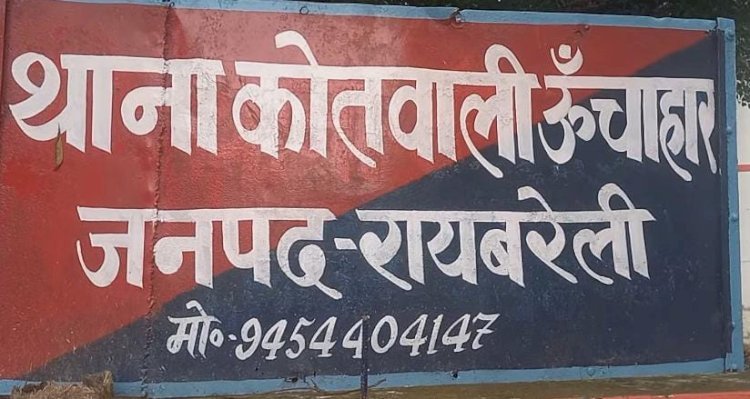 थाना कोतवाली ऊँचाहार
जनपद-रायबरेली
मो०-9454404147